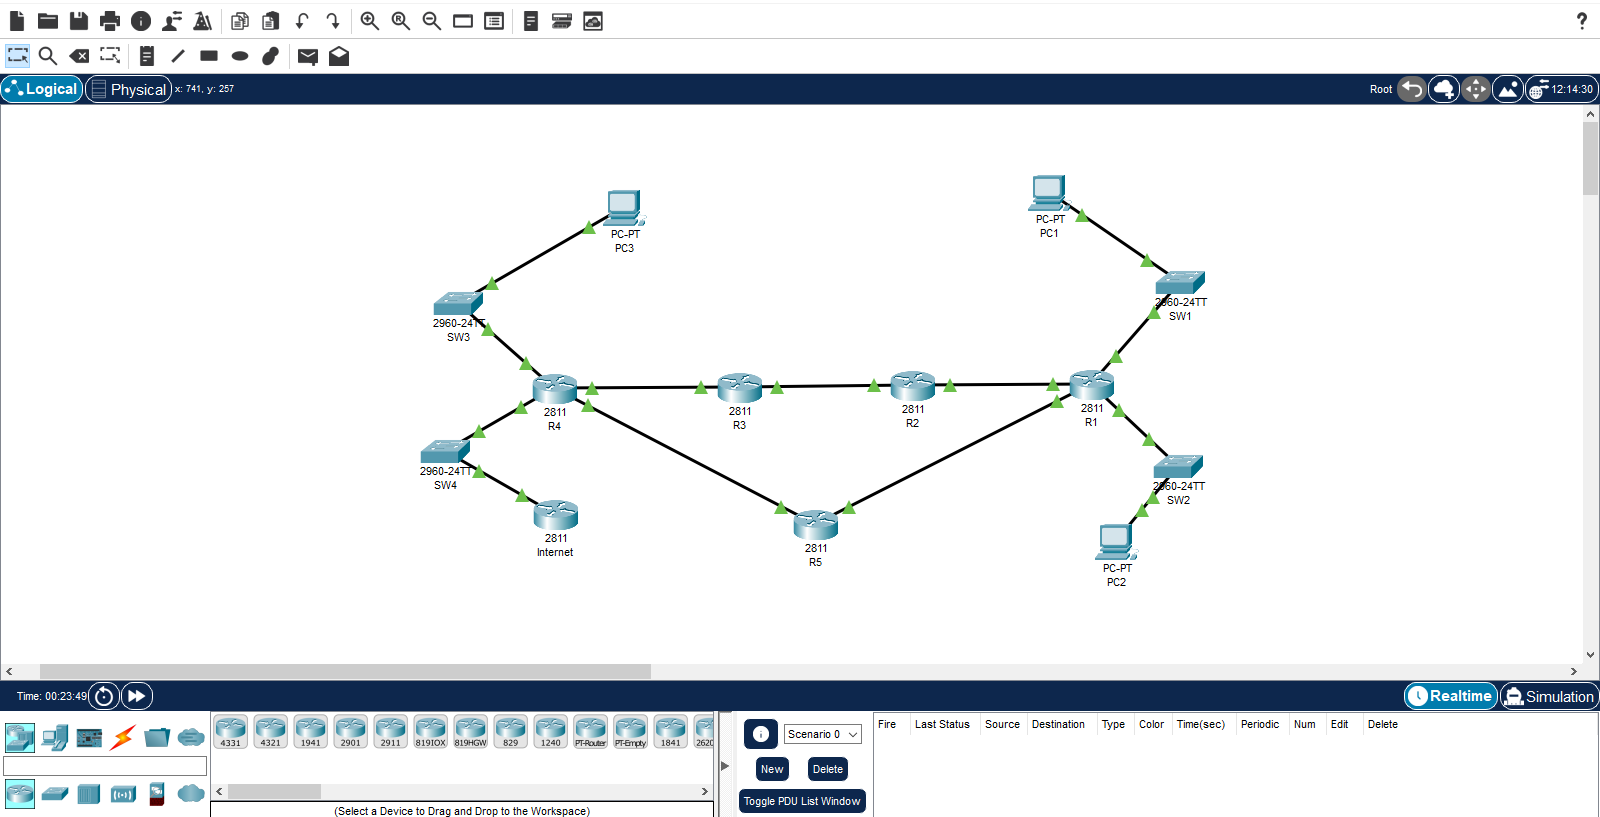 ?
Logical
Physical
x: 741, y: 257
Root
12:14:30
PC-PT
PC3
PC-PT
PC1
2960-24TT
SW3
2960-24TT
SW1
2811
R4
2811
R3
2811
R2
2811
R1
2960-24TT
SW4
2960-24TT
SW2
2811
Internet
2811
R5
PC-PT
PC2
Time: 00:23:49
Realtime
Simulation
4331
4321
1941
2901
2911
819IOX
819HGW
829
1240
PT-Router
PT-Empty
1841
2620
(Select a Device to Drag and Drop to the Workspace)
Scenario 0
New
Delete
Toggle PDU List Window
Fire
Last Status
Source
Destination
Type
Color
Time(sec)
Periodic
Num
Edit
Delete